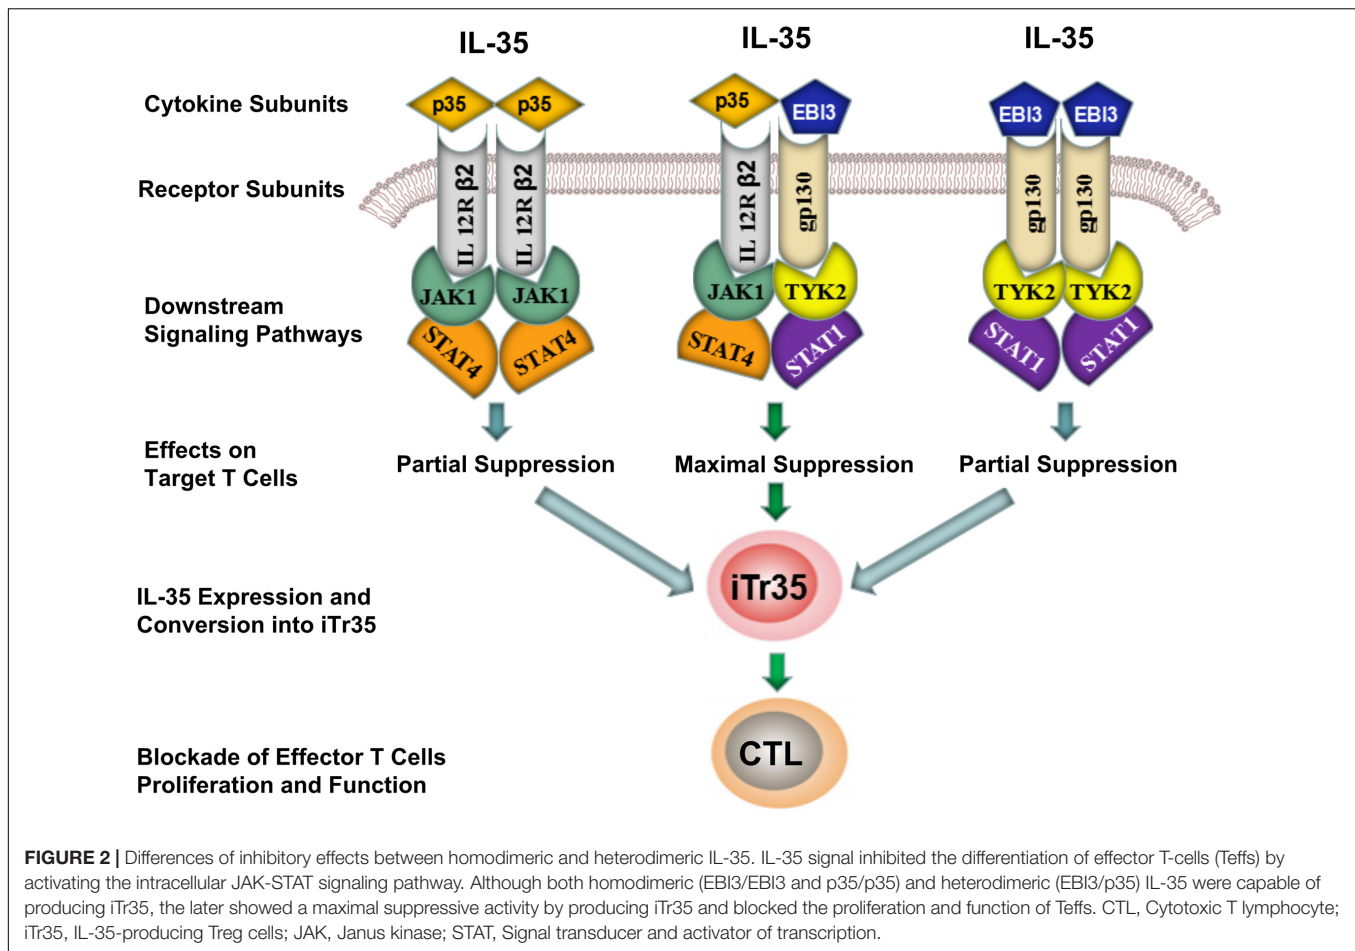 IL-35 IL-35 IL-35
Cytokine Subunits
p35 p35 p35 EBI3 EBI3 EBI3
Receptor Subunits
IL 12R β2 IL 12R β2 IL 12R β2 gp130 gp130 gp130
Downstream
Signaling Pathways
JAK1 JAK1 JAK1 TYK2 TYK2 TYK2
STAT4 STAT4 STAT4 STAT1 STAT1 STAT1
Effects on
Target T Cells
Partial Suppression Maximal Suppression Partial Suppression
iTr35
IL-35 Expression and
Conversion into iTr35
CTL
Blockade of Effector T Cells
Proliferation and Function
FIGURE 2 | Differences of inhibitory effects between homodimeric and heterodimeric IL-35. IL-35 signal inhibited the differentiation of effector T-cells (Teffs) by
activating the intracellular JAK-STAT signaling pathway. Although both homodimeric (EBI3/EBI3 and p35/p35) and heterodimeric (EBI3/p35) IL-35 were capable of
producing iTr35, the later showed a maximal suppressive activity by producing iTr35 and blocked the proliferation and function of Teffs. CTL, Cytotoxic T lymphocyte;
iTr35, IL-35-producing Treg cells; JAK, Janus kinase; STAT, Signal transducer and activator of transcription.